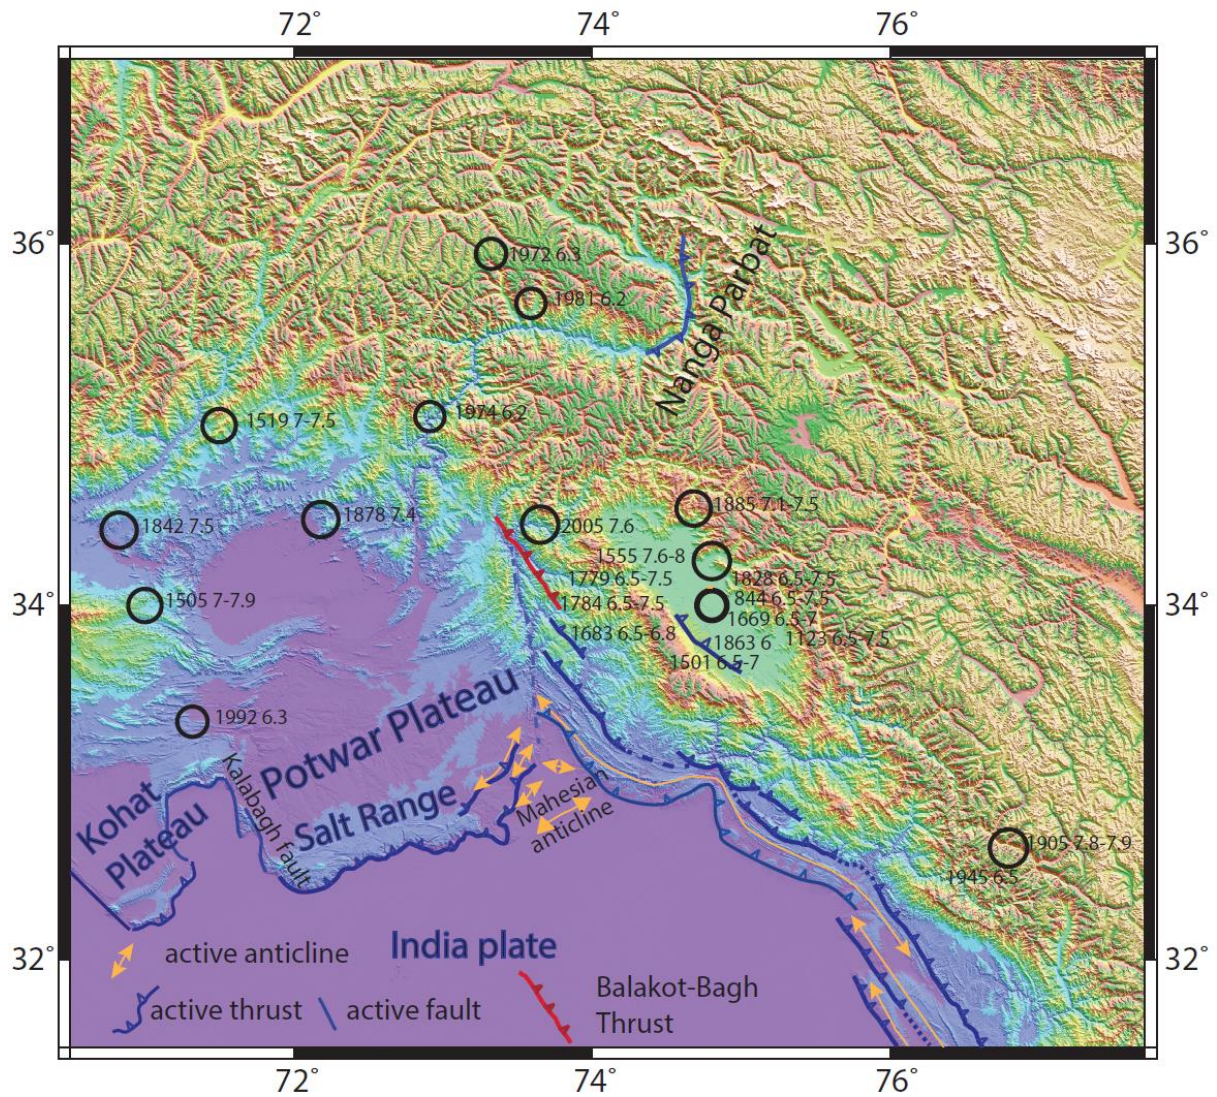 72°
74°
76°
36°
36°
Nanga Parbat
1972 6.3
1981 6.2
1974 6.2
1519 7-7.5
1885 7.1-7.5
1842 7.5
1878 7.4
2005 7.6
1555 7.6-8
1779 6.5-7.5
1828 6.5-7.5
34°
1505 7-7.9
1784 6.5-7.5
844 6.5-7.5
34°
1669 6.5-7
1683 6.5-6.8
1863 6
1123 6.5-7.5
1501 6.5-7
1992 6.3
Potwar Plateau
Kalabagh fault
Kohat
Plateau
Salt Range
Mahesian
anticline
1905 7.8-7.9
1945 6.5
32°
32°
India plate
active anticline
active thrust
active fault
Balakot-Bagh
Thrust
72°
74°
76°